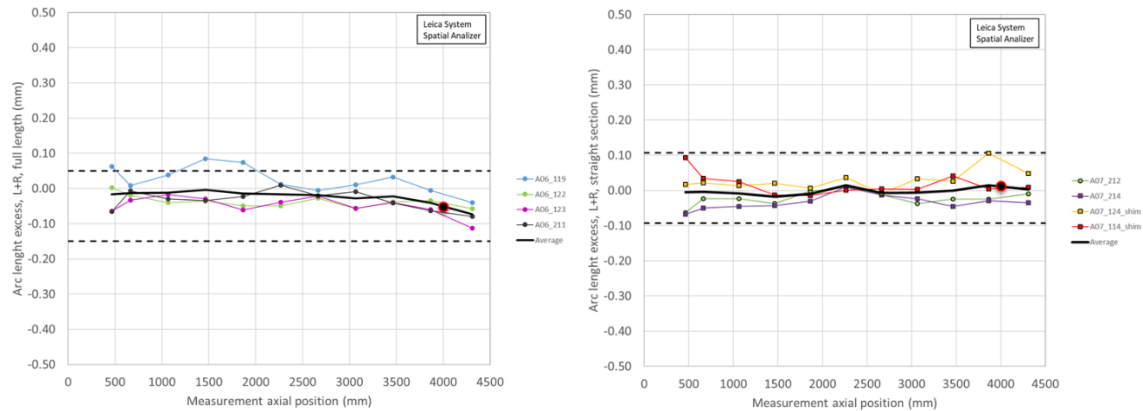 Arc lenght excess, L+R, full length (mm)
0.50
0.40
0.30
0.20
0.10
0.00
-0.10
-0.20
-0.30
-0.40
-0.50
0 500 1000 1500 2000 2500 3000 3500 4000 4500
Measurement axial position (mm)
Leica System
Spatial Analizer
A06_119
A06_122
A06_123
A06_211
Average
Arc lenght excess, L+R, straight section (mm)
0.50
0.40
0.30
0.20
0.10
0.00
-0.10
-0.20
-0.30
-0.40
-0.50
0 500 1000 1500 2000 2500 3000 3500 4000 4500
Measurement axial position (mm)
Leica System
Spatial Analizer
A07_212
A07_214
A07_124_shim
A07_114_shim
Average